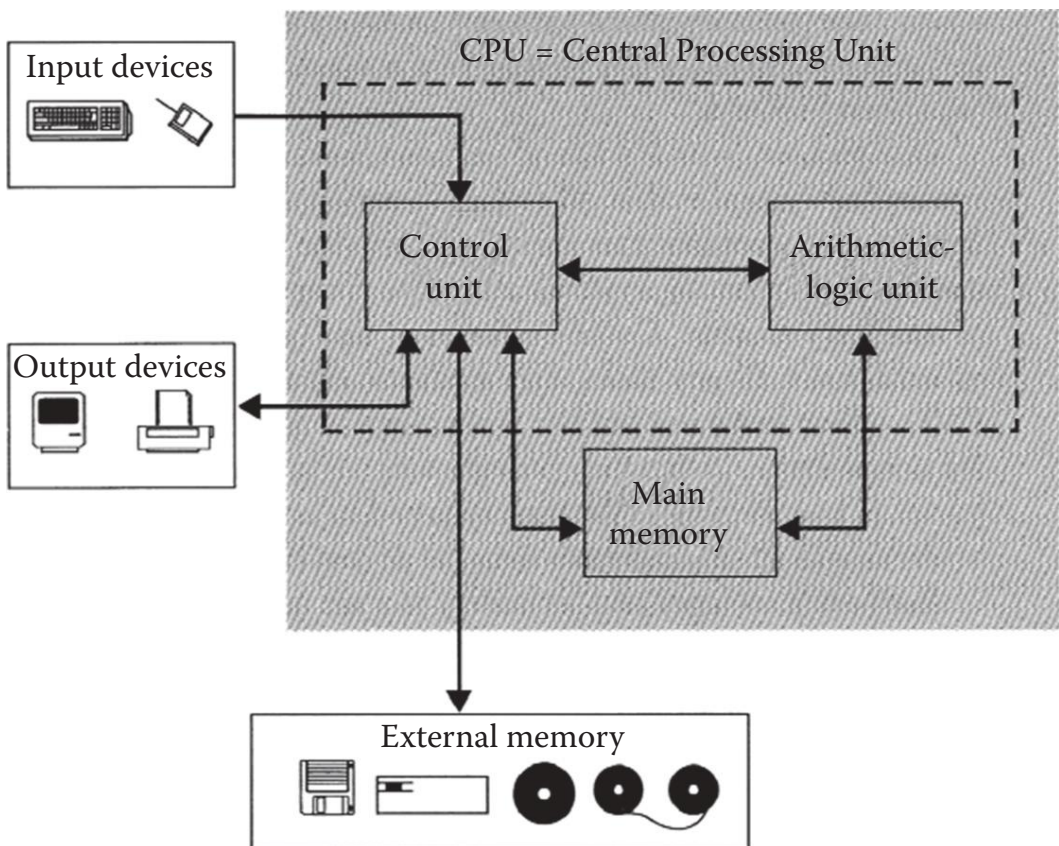 CPU = Central Processing Unit
Input devices
Control
unit
Arithmetic-
logic unit
Output devices
Main
memory
External memory